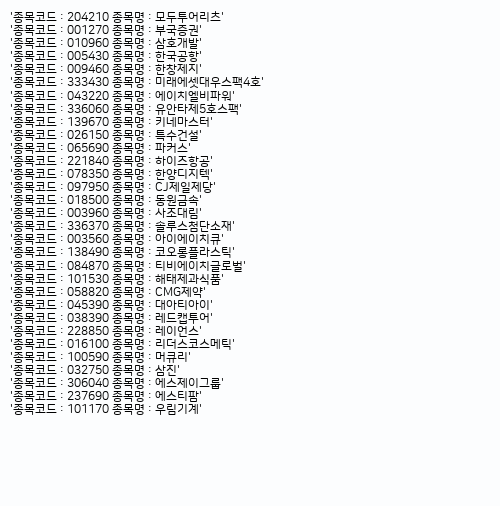 '종목코드 : 204210 종목명 : 모두투어리츠'
'종목코드 : 001270 종목명 : 부국증권'
'종목코드 : 010960 종목명 : 삼호개발'
'종목코드 : 005430 종목명 : 한국공항'
'종목코드 : 009460 종목명 : 한창제지'
'종목코드 : 333430 종목명 : 미래에셋대우스팩4호'
'종목코드 : 043220 종목명 : 에이치엘비파워'
'종목코드 : 336060 종목명 : 유안타제5호스팩'
'종목코드 : 139670 종목명 : 키네마스터'
'종목코드 : 026150 종목명 : 특수건설'
'종목코드 : 065690 종목명 : 파커스'
'종목코드 : 221840 종목명 : 하이즈항공'
'종목코드 : 078350 종목명 : 한양디지텍'
'종목코드 : 097950 종목명 : CJ제일제당'
'종목코드 : 018500 종목명 : 동원금속'
'종목코드 : 003960 종목명 : 사조대림'
'종목코드 : 336370 종목명 : 솔루스첨단소재'
'종목코드 : 003560 종목명 : 아이에이치큐'
'종목코드 : 138490 종목명 : 코오롱플라스틱'
'종목코드 : 084870 종목명 : 티비에이치글로벌'
'종목코드 : 101530 종목명 : 해태제과식품'
'종목코드 : 058820 종목명 : CMG제약'
'종목코드 : 045390 종목명 : 대아티아이'
'종목코드 : 038390 종목명 : 레드캡투어'
'종목코드 : 228850 종목명 : 레이언스'
'종목코드 : 016100 종목명 : 리더스코스메틱'
'종목코드 : 100590 종목명 : 머큐리'
'종목코드 : 032750 종목명 : 삼진'
'종목코드 : 306040 종목명 : 에스제이그룹'
'종목코드 : 237690 종목명 : 에스티팜'
'종목코드 : 101170 종목명 : 우림기계'